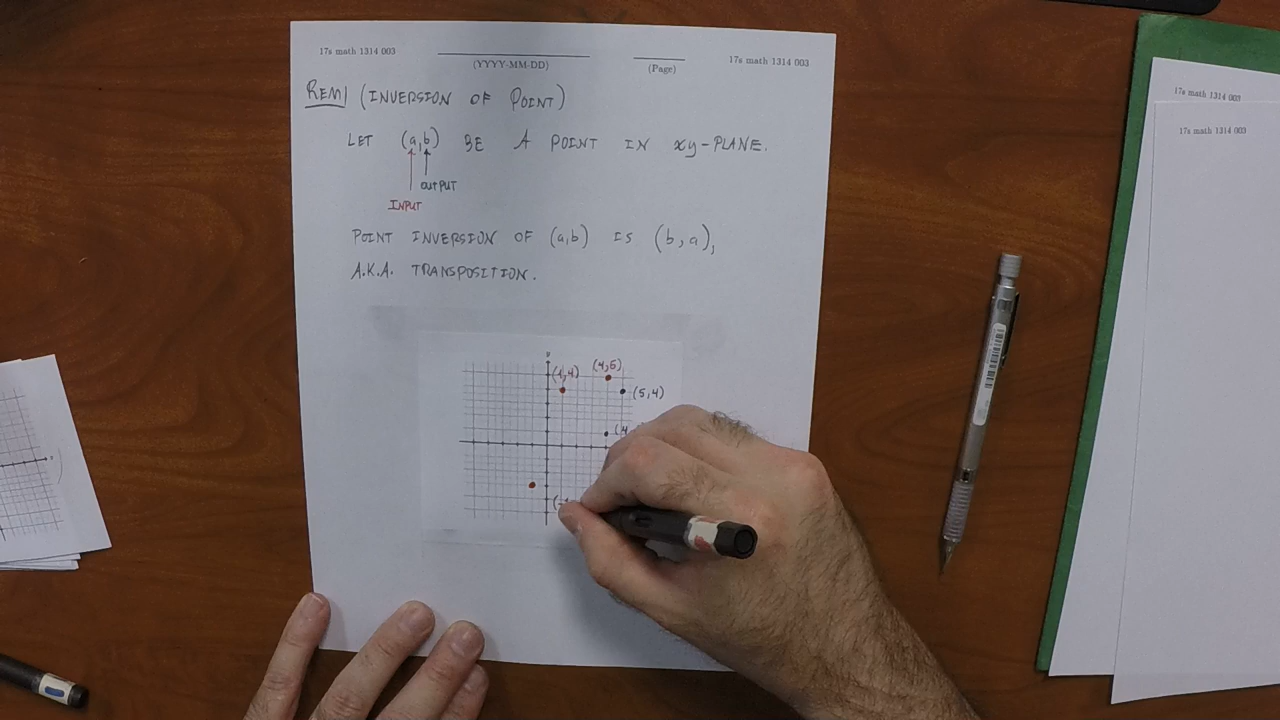 17s math 1314 003
(YYYY-MM-DD)
(Page)
17s math 1314 003
REM (INVERSION OF POINT)
LET (a,b) BE A POINT IN xy-PLANE.
OUTPUT
INPUT
POINT INVERSION OF (a,b) IS (b,a),
A.K.A. TRANSPOSITION.
y
(1,4)
(4,5)
(5,4)
(4
17s math 1314 003
17s math 1314 003